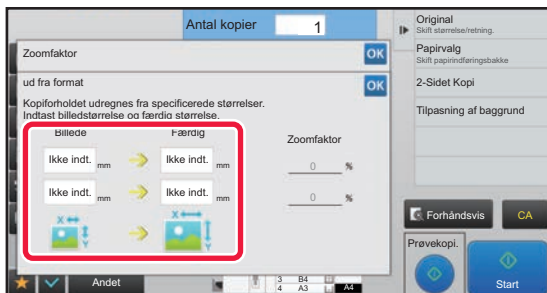 Antal kopier
1
Original
Skift størrelse/retning.
Papirvalg
Skift papirindføringsbakke
2-Sidet Kopi
Tilpasning af baggrund
Zoomfaktor
OK
ud fra format
OK
Kopiforholdet udregnes fra specificerede størrelser.
Indtast billedstørrelse og færdig størrelse.
Billede Færdig
Zoomfaktor
Ikke indt. mm Ikke indt. mm 0 %
Ikke indt. mm Ikke indt. mm 0 %
X Y X Y
Forhåndsvis
CA
Prøvekopi.
Start
Andet
3 B4
4 A3
A4